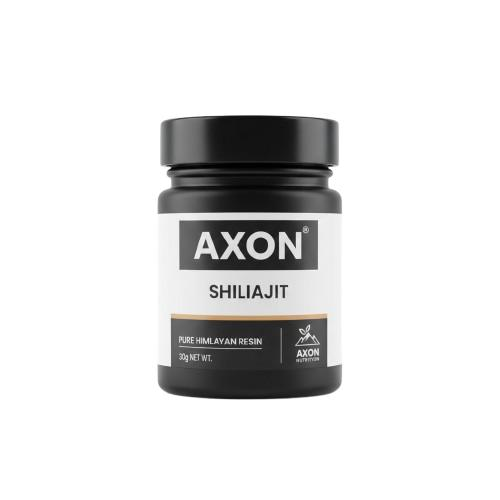 AXON®
SHILIAJIT
PURE HIMLAYAN RESIN
30g NET WT.
AXON
NUTRITION